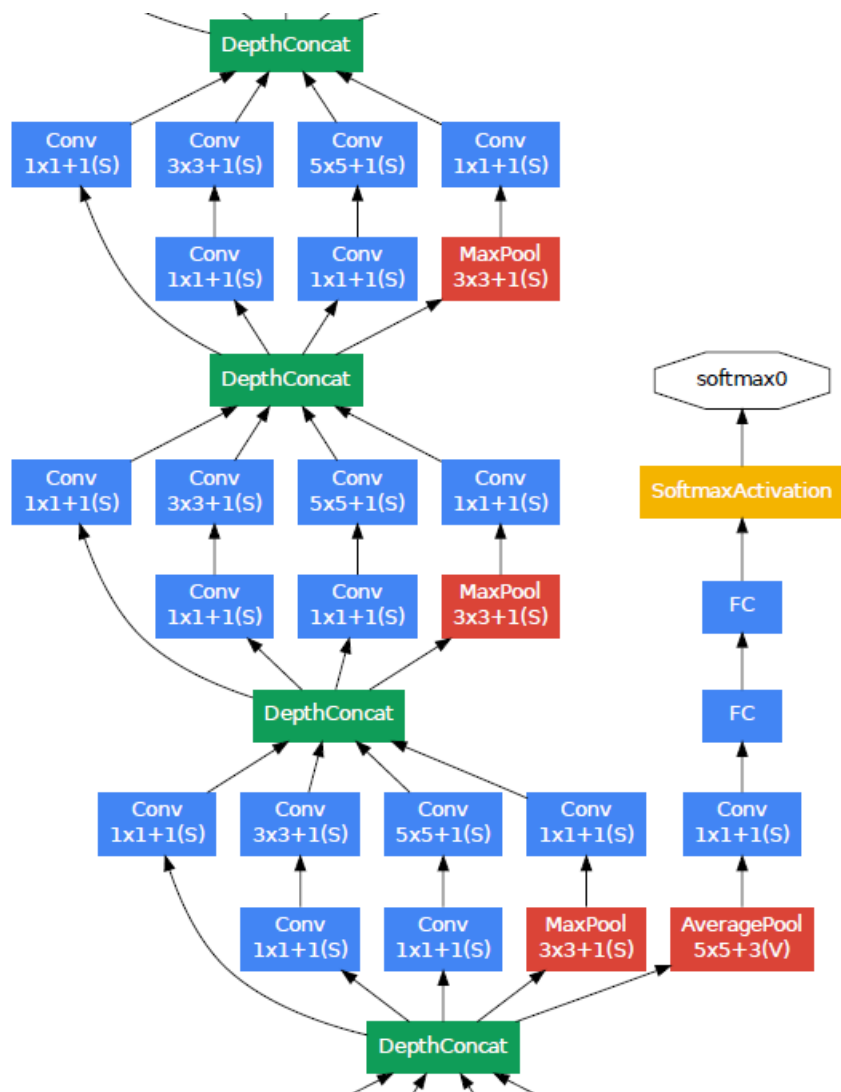 DepthConcat
Conv
1x1+1(S)
Conv
3x3+1(S)
Conv
5x5+1(S)
Conv
1x1+1(S)
Conv
1x1+1(S)
Conv
1x1+1(S)
MaxPool
3x3+1(S)
DepthConcat
softmax0
Conv
1x1+1(S)
Conv
3x3+1(S)
Conv
5x5+1(S)
Conv
1x1+1(S)
SoftmaxActivation
Conv
1x1+1(S)
Conv
1x1+1(S)
MaxPool
3x3+1(S)
FC
DepthConcat
FC
Conv
1x1+1(S)
Conv
3x3+1(S)
Conv
5x5+1(S)
Conv
1x1+1(S)
Conv
1x1+1(S)
Conv
1x1+1(S)
Conv
1x1+1(S)
MaxPool
3x3+1(S)
AveragePool
5x5+3(V)
DepthConcat